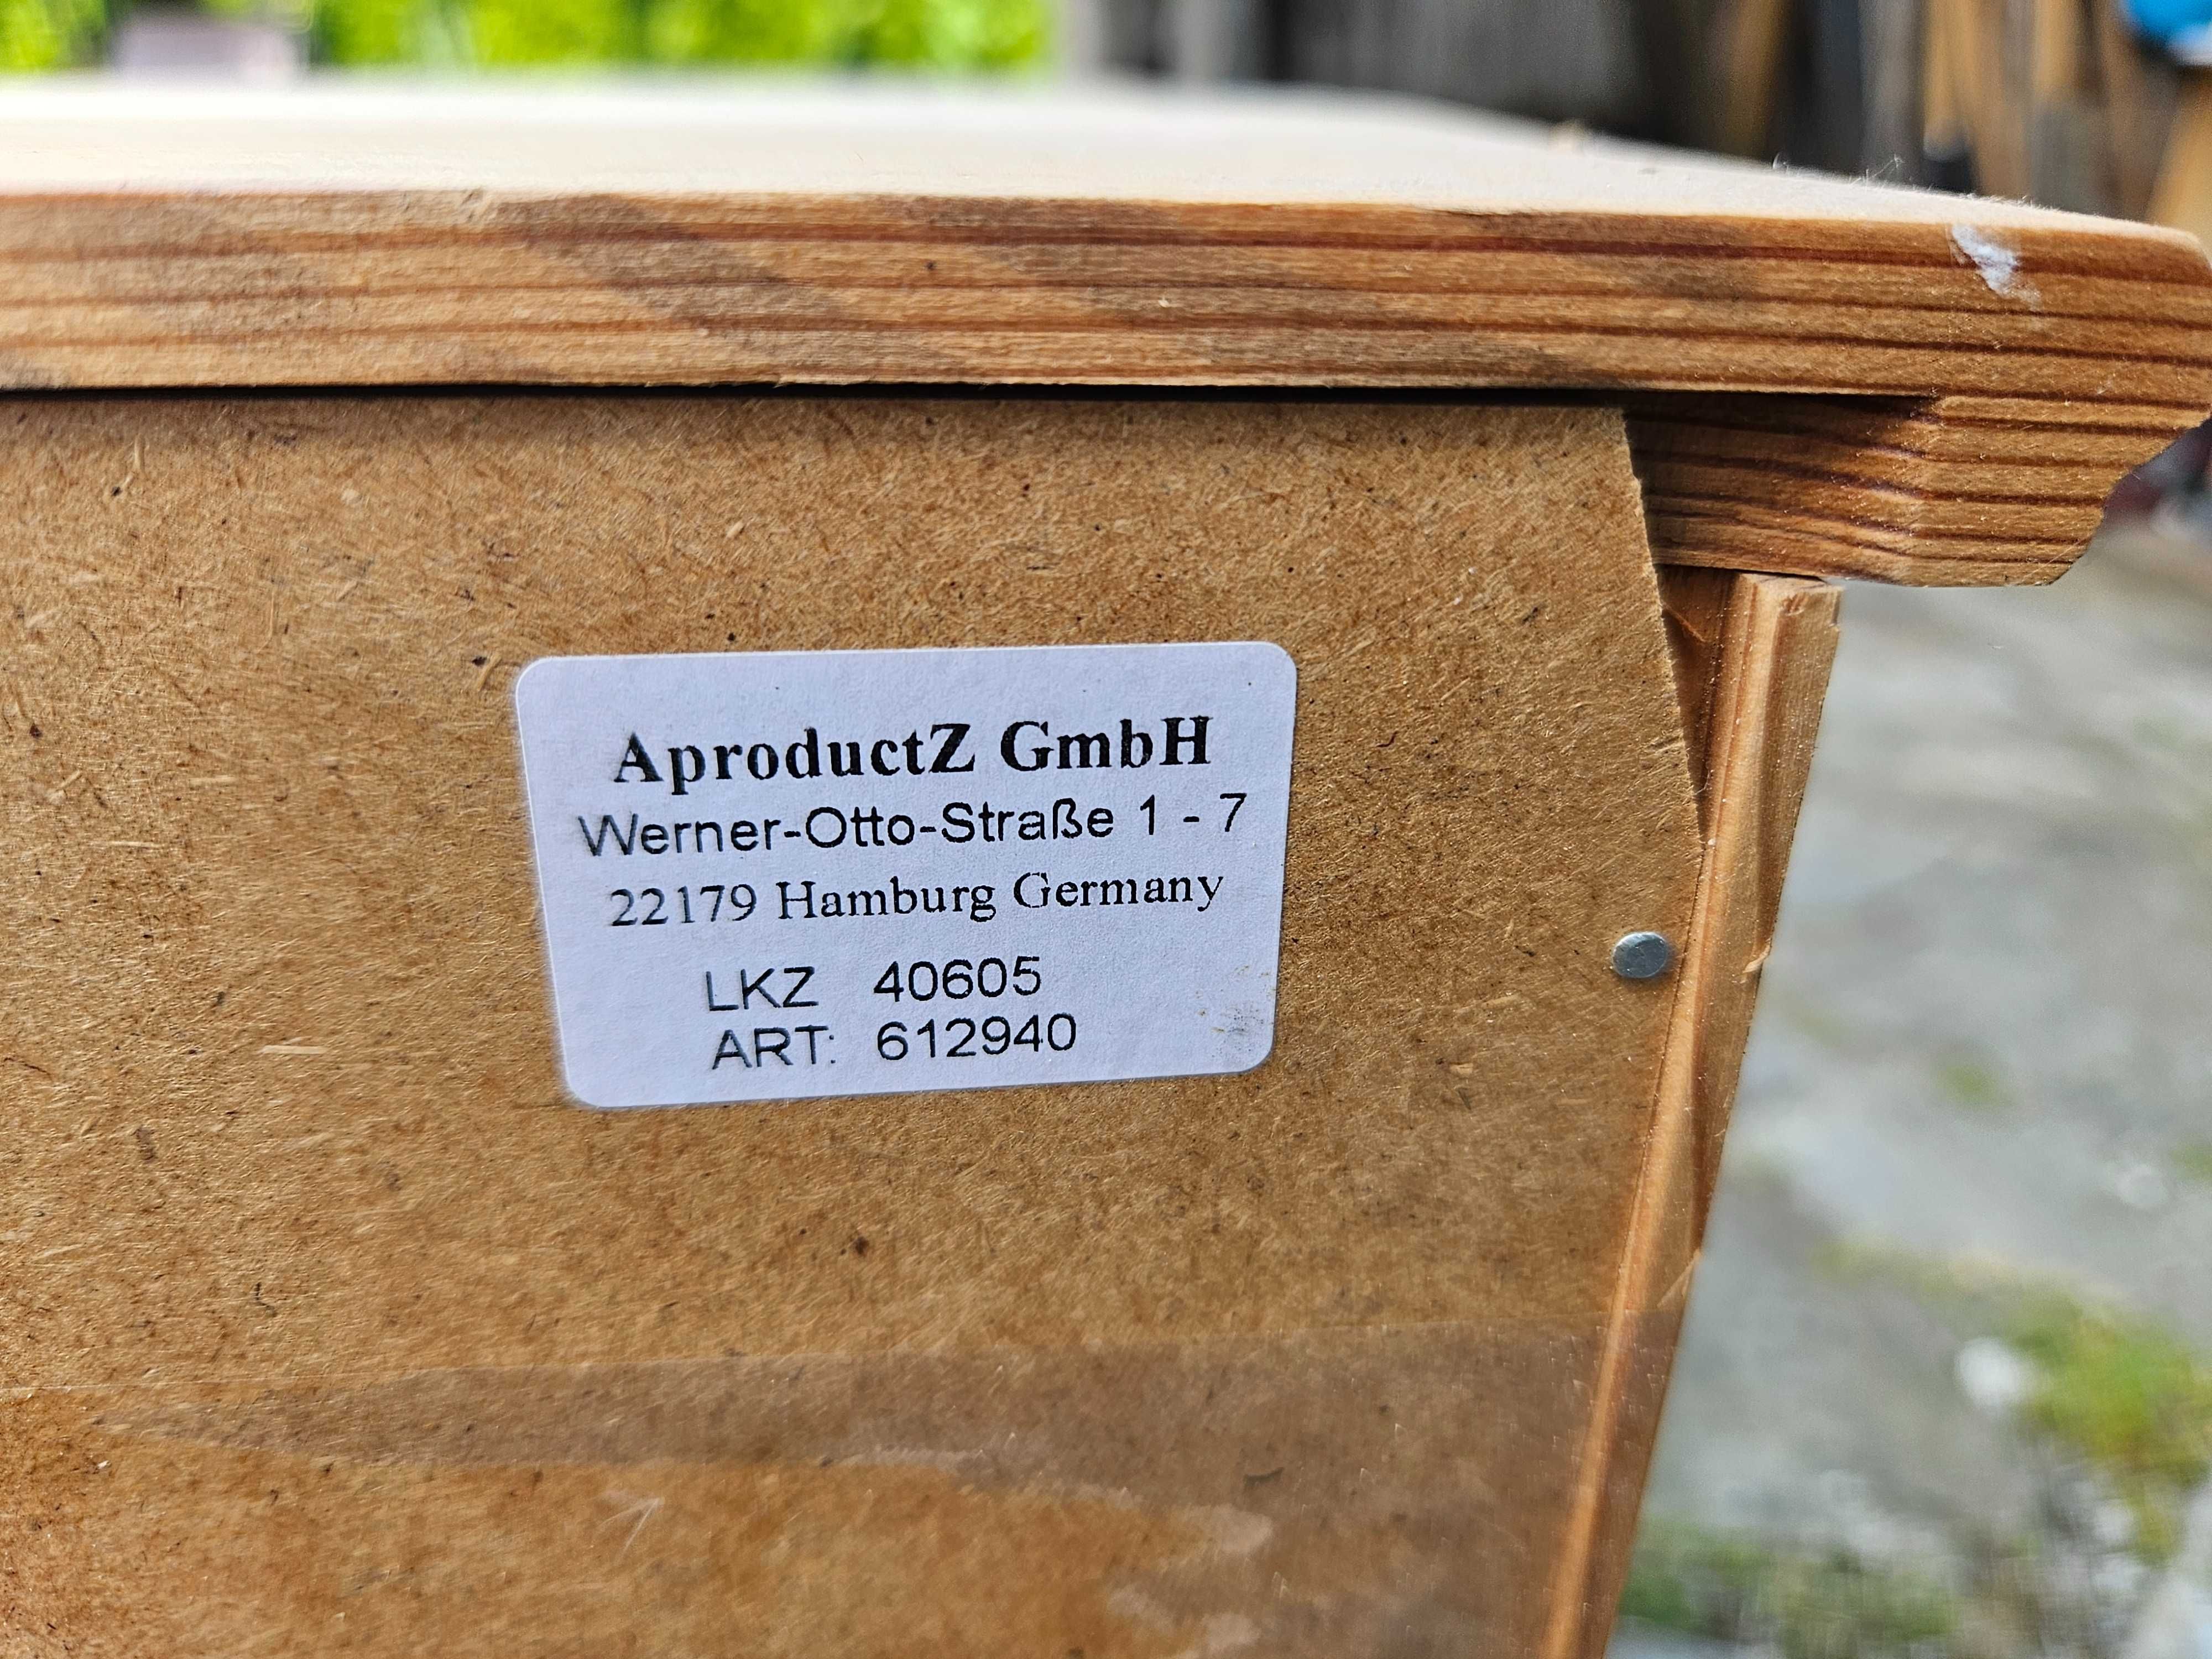 AproductZ GmbH
Werner-Otto-Straße 1 - 7
22179 Hamburg Germany
LKZ 40605
ART: 612940